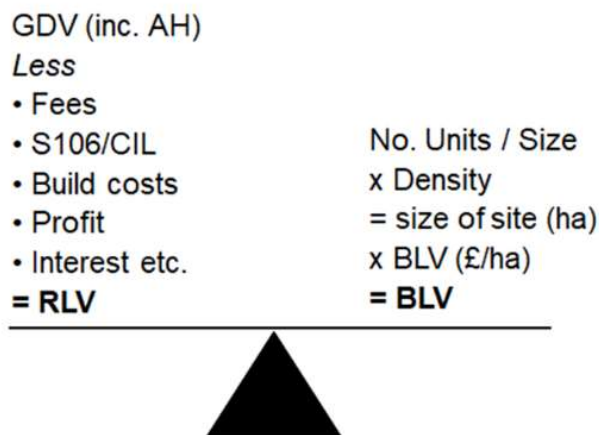 GDV (inc. AH)
Less
• Fees
• S106/CIL
• Build costs
• Profit
• Interest etc.
= RLV
No. Units / Size
x Density
= size of site (ha)
x BLV (£/ha)
= BLV